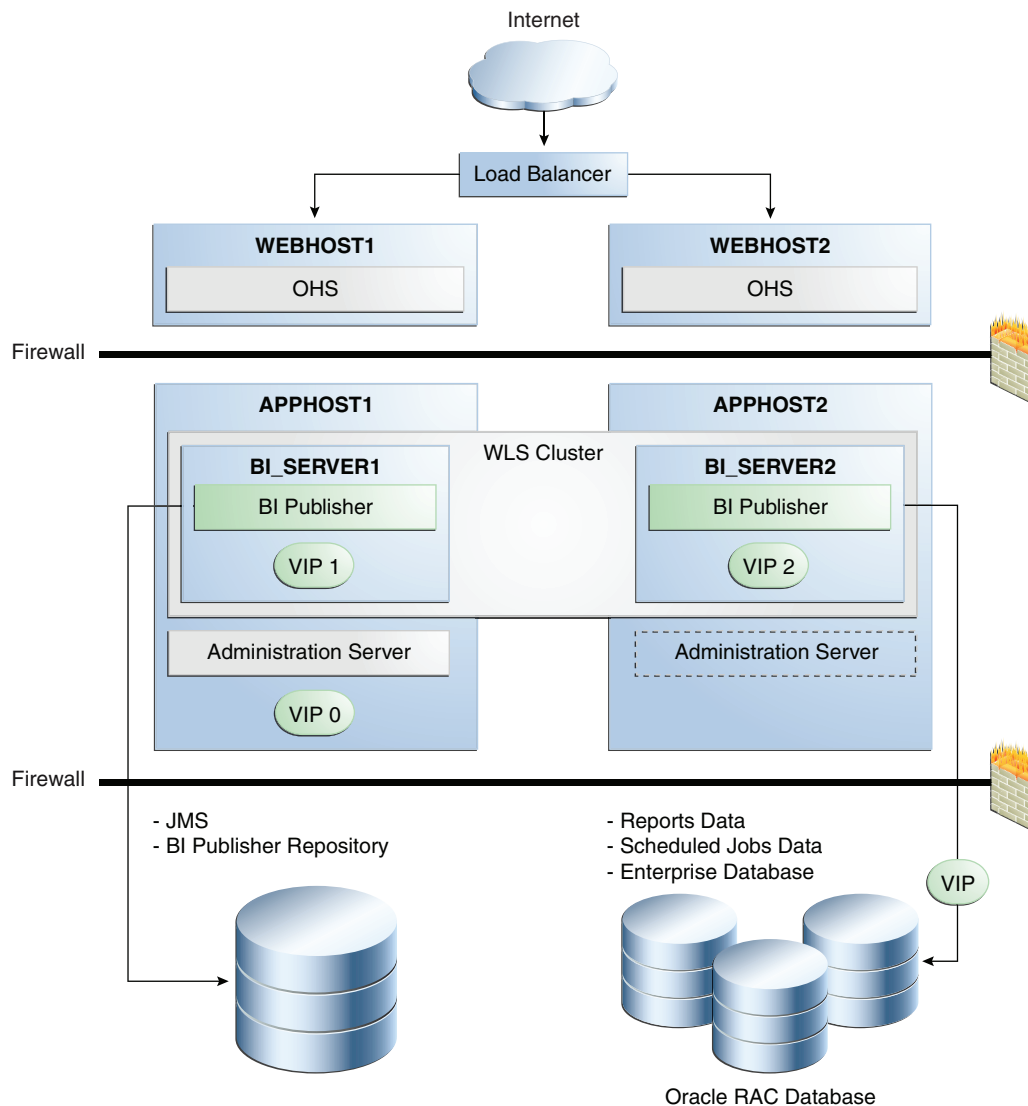 Internet
Load Balancer
WEBHOST1
WEBHOST2
OHS
OHS
Firewall
APPHOST1
APPHOST2
WLS Cluster
BI_SERVER1
BI_SERVER2
BI Publisher
BI Publisher
VIP 1
VIP 2
Administration Server
Administration Server
VIP 0
Firewall
- JMS
- BI Publisher Repository
- Reports Data
- Scheduled Jobs Data
- Enterprise Database
VIP
Oracle RAC Database